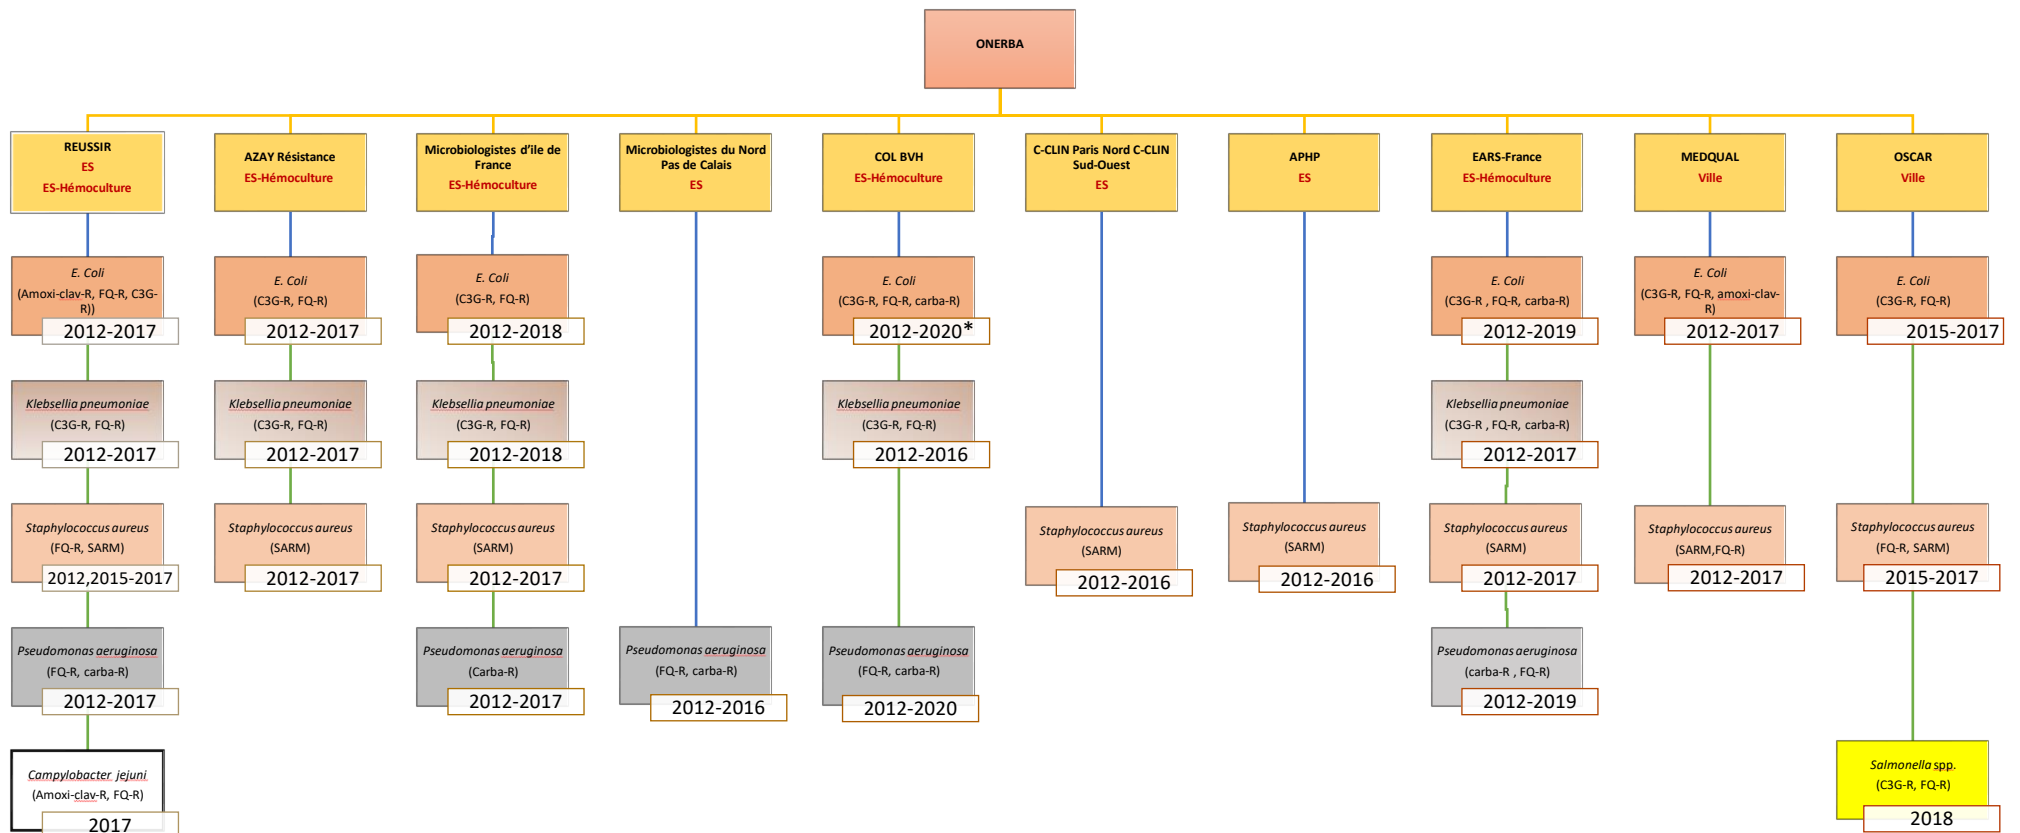 ONERBA
REUSSIR
ES
ES-Hémoculture
E. Coli
(Amoxi-clav-R, FQ-R, C3G-
R))
2012-2017
Klebsellia pneumoniae
(C3G-R, FQ-R)
2012-2017
Staphylococcus aureus
(FQ-R, SARM)
2012,2015-2017
Pseudomonas aeruginosa
(FQ-R, carba-R)
2012-2017
Campylobacter jejuni
(Amoxi-clav-R, FQ-R)
2017
AZAY Résistance
ES-Hémoculture
E. Coli
(C3G-R, FQ-R)
2012-2017
Klebsellia pneumoniae
(C3G-R, FQ-R)
2012-2017
Staphylococcus aureus
(SARM)
2012-2017
Microbiologistes d'ile de
France
ES-Hémoculture
E. Coli
(C3G-R, FQ-R)
2012-2018
Klebsellia pneumoniae
(C3G-R, FQ-R)
2012-2018
Staphylococcus aureus
(SARM)
2012-2017
Pseudomonas aeruginosa
(Carba-R)
2012-2017
Microbiologistes du Nord
Pas de Calais
ES
Pseudomonas aeruginosa
(FQ-R, carba-R)
2012-2016
COL BVH
ES-Hémoculture
E. Coli
(C3G-R, FQ-R, carba-R)
2012-2020*
Klebsellia pneumoniae
(C3G-R, FQ-R)
2012-2016
Pseudomonas aeruginosa
(FQ-R, carba-R)
2012-2020
C-CLIN Paris Nord C-CLIN
Sud-Ouest
ES
Staphylococcus aureus
(SARM)
2012-2016
APHP
ES
Staphylococcus aureus
(SARM)
2012-2016
EARS-France
ES-Hémoculture
E. Coli
(C3G-R , FQ-R, carba-R)
2012-2019
Klebsellia pneumoniae
(C3G-R , FQ-R, carba-R)
2012-2017
Staphylococcus aureus
(SARM)
2012-2017
Pseudomonas aeruginosa
(carba-R , FQ-R)
2012-2019
MEDQUAL
Ville
E. Coli
(C3G-R, FQ-R, amoxi-clav-
R)
2012-2017
Staphylococcus aureus
(SARM,FQ-R)
2012-2017
OSCAR
Ville
E. Coli
(C3G-R, FQ-R)
2015-2017
Staphylococcus aureus
(FQ-R, SARM)
2015-2017
Salmonella spp.
(C3G-R, FQ-R)
2018